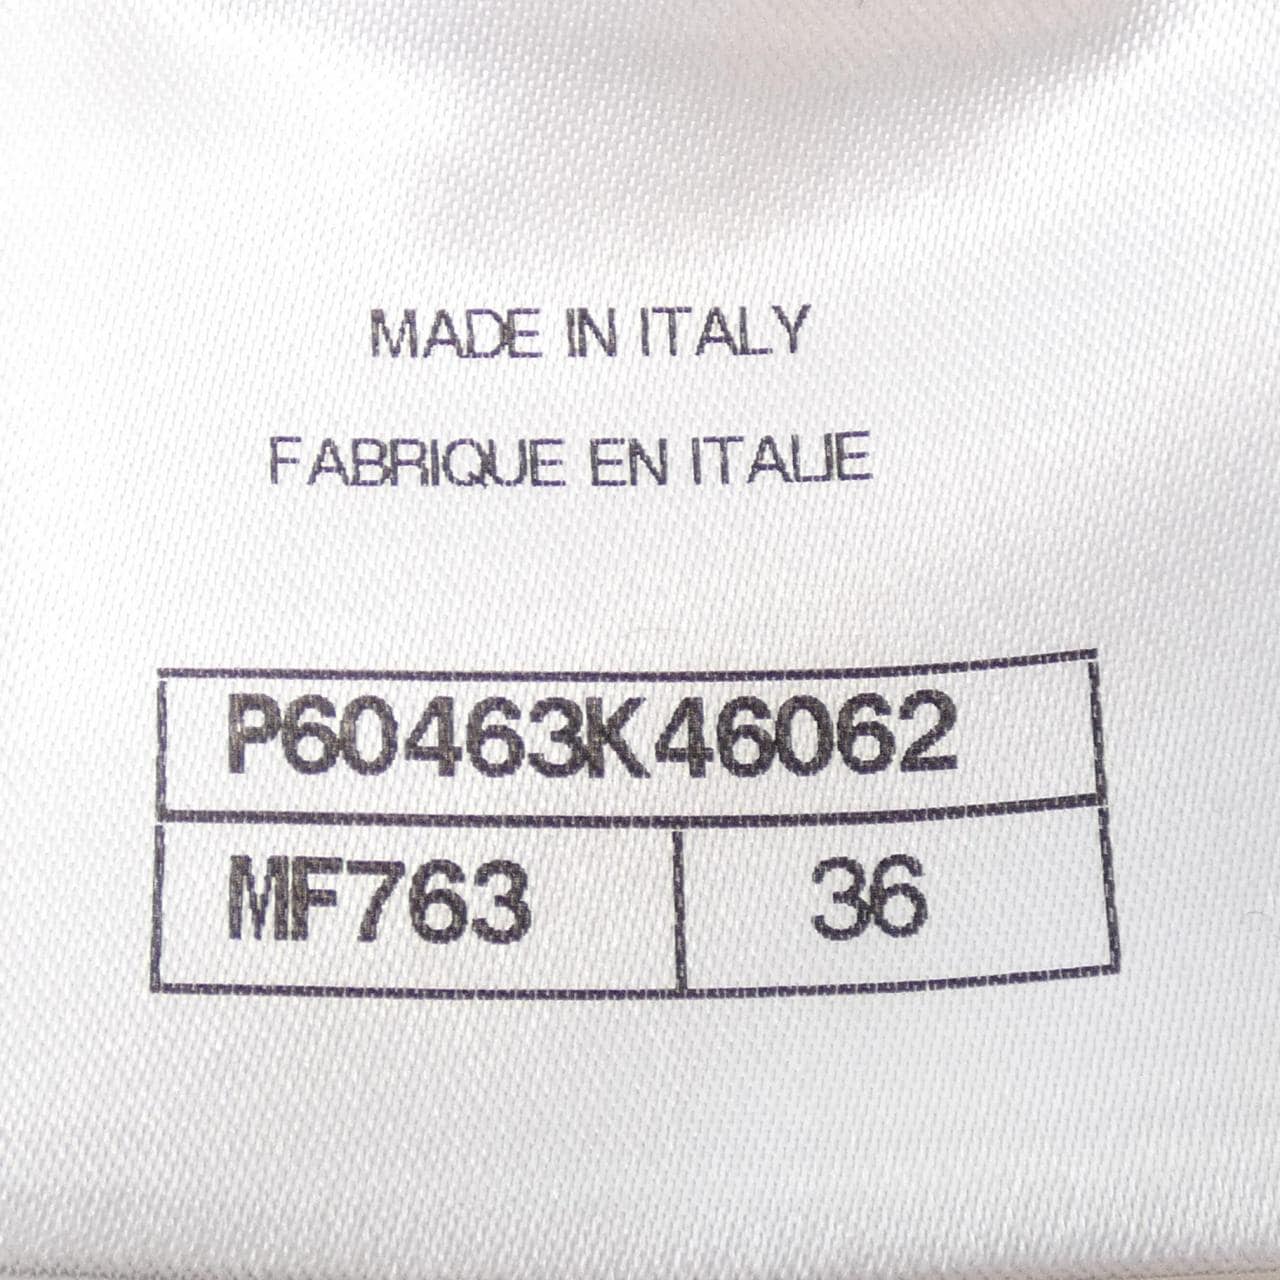 MADE IN ITALY
FABRIQUE EN ITALIE
P60463K46062
MF763 36